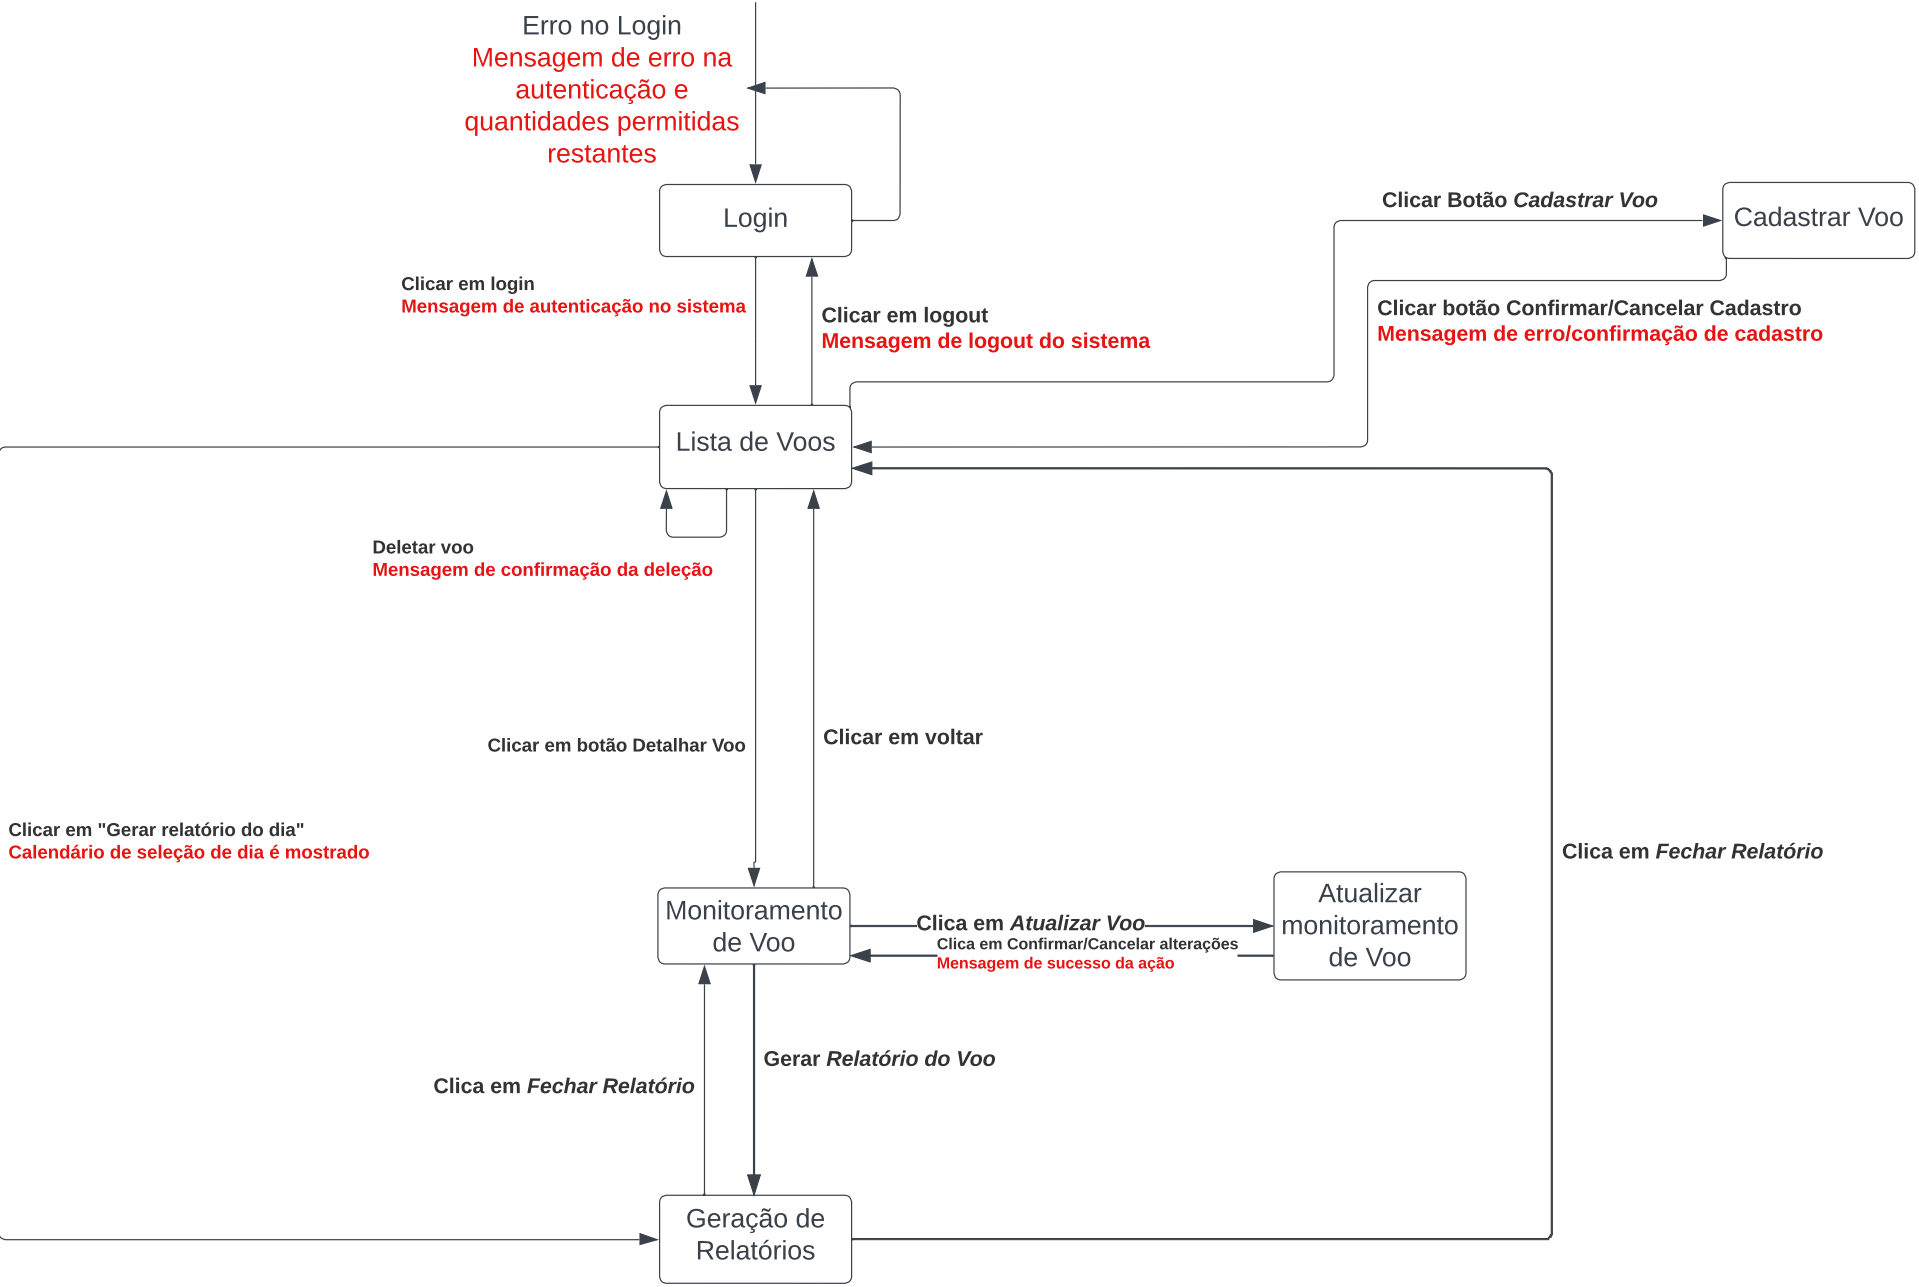 Erro no Login
Mensagem de erro na
autenticação e
quantidades permitidas
restantes
Login
Clicar Botão Cadastrar Voo
Cadastrar Voo
Clicar em login
Mensagem de autenticação no sistema
Clicar em logout
Mensagem de logout do sistema
Clicar botão Confirmar/Cancelar Cadastro
Mensagem de erro/confirmação de cadastro
Lista de Voos
Deletar voo
Mensagem de confirmação da deleção
Clicar em botão Detalhar Voo
Clicar em voltar
Clicar em "Gerar relatório do dia"
Calendário de seleção de dia é mostrado
Clica em Fechar Relatório
Monitoramento
de Voo
Clica em Atualizar Voo
Clica em Confirmar/Cancelar alterações
Mensagem de sucesso da ação
Atualizar
monitoramento
de Voo
Gerar Relatório do Voo
Clica em Fechar Relatório
Geração de
Relatórios